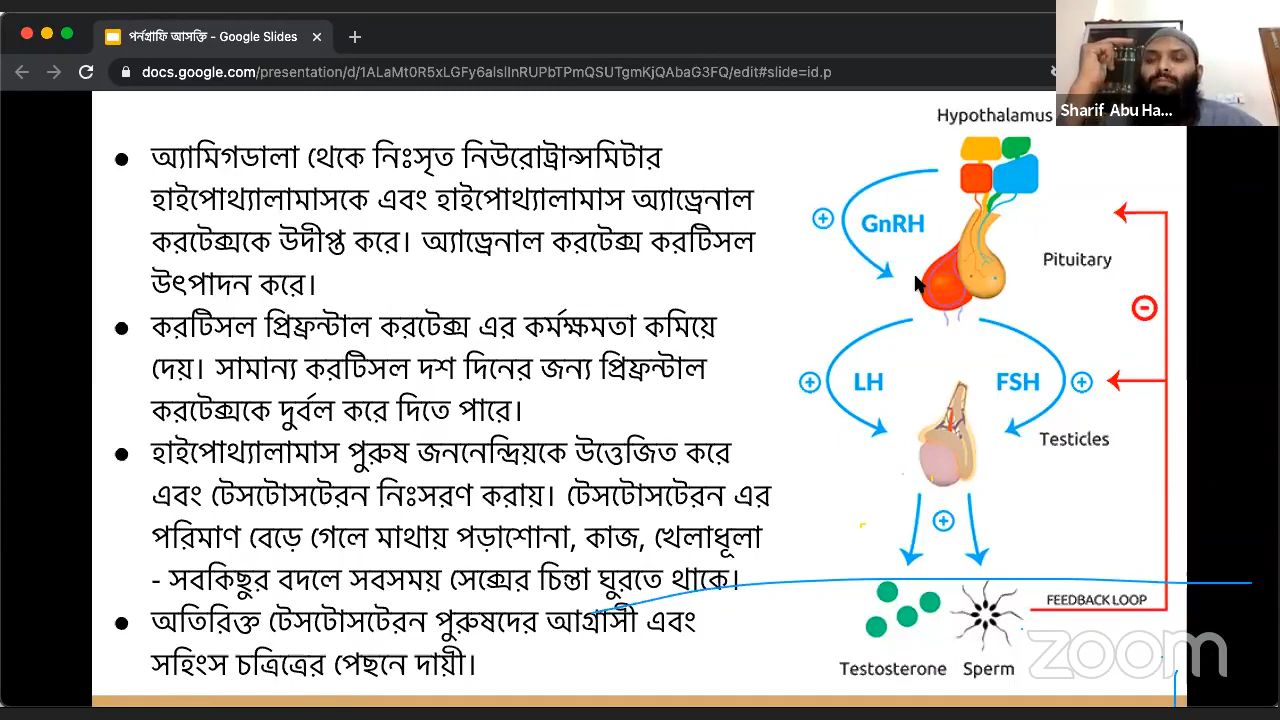 পর্নগ্রাফি আসক্তি - Google Slides
docs.google.com/presentation/d/1ALaMt0R5xLGFy6alslInRUPbTPmQSUTgmKjQAbaG3FQ/edit#slide=id.p
Sharif Abu Ha...
● অ্যামিগডালা থেকে নিঃসৃত নিউরোট্রান্সমিটার
হাইপোথ্যালামাসকে এবং হাইপোথ্যালামাস অ্যাড্রেনাল
করটেক্সকে উদীপ্ত করে। অ্যাড্রেনাল করটেক্স করটিসল
উৎপাদন করে।
● করটিসল প্রিফ্রন্টাল করটেক্স এর কর্মক্ষমতা কমিয়ে
দেয়। সামান্য করটিসল দশ দিনের জন্য প্রিফ্রন্টাল
করটেক্সকে দুর্বল করে দিতে পারে।
● হাইপোথ্যালামাস পুরুষ জননেন্দ্রিয়কে উত্তেজিত করে
এবং টেসটোসটেরন নিঃসরণ করায়। টেসটোসটেরন এর
পরিমাণ বেড়ে গেলে মাথায় পড়াশোনা, কাজ, খেলাধূলা
- সবকিছুর বদলে সবসময় সেক্সের চিন্তা ঘুরতে থাকে।
● অতিরিক্ত টেসটোসটেরন পুরুষদের আগ্রাসী এবং
সহিংস চত্রিত্রের পেছনে দায়ী।
Hypothalamus
GnRH
Pituitary
LH
FSH
Testicles
FEEDBACK LOOP
Testosterone
Sperm
zoom